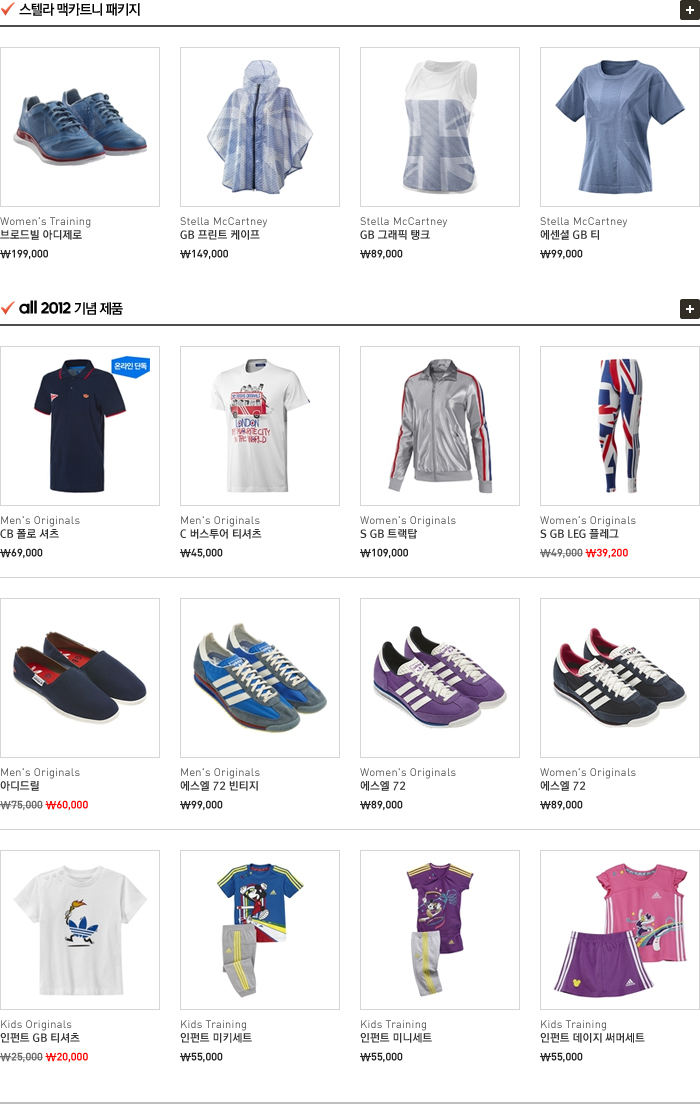 스텔라 맥카트니 패키지
Women's Training
브로드빌 아디제로
₩199,000
Stella McCartney
GB 프린트 케이프
₩149,000
Stella McCartney
GB 그래픽 탱크
₩89,000
Stella McCartney
에센셜 GB 티
₩99,000
all 2012 기념 제품
온라인 단독
LONDON
MY FAVORITE CITY
IN THE WORLD
Men's Originals
CB 폴로 셔츠
₩69,000
Men's Originals
C 버스투어 티셔츠
₩45,000
Women's Originals
S GB 트랙탑
₩109,000
Women's Originals
S GB LEG 플레그
₩49,000 ₩39,200
Men's Originals
아디드릴
₩75,000 ₩60,000
Men's Originals
에스엘 72 빈티지
₩99,000
Women's Originals
에스엘 72
₩89,000
Women's Originals
에스엘 72
₩89,000
Kids Originals
인펀트 GB 티셔츠
₩25,000 ₩20,000
Kids Training
인펀트 미키세트
₩55,000
Kids Training
인펀트 미니세트
₩55,000
Kids Training
인펀트 데이지 써머세트
₩55,000